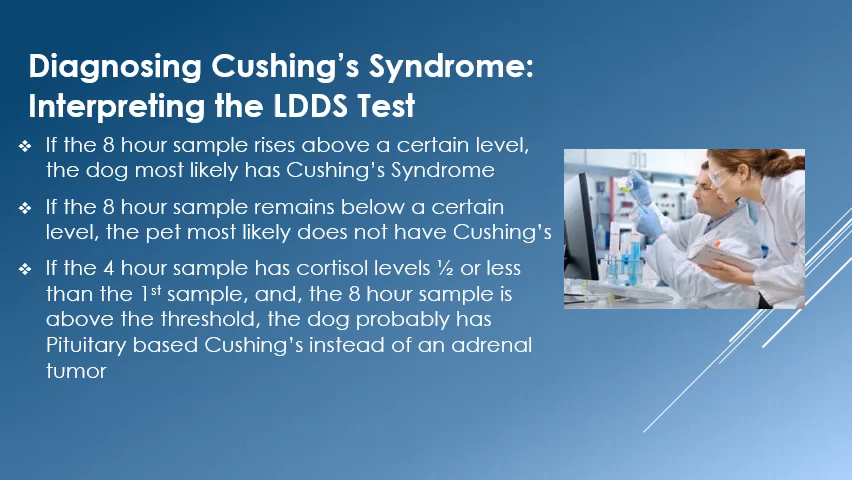 Diagnosing Cushing’s Syndrome:
Interpreting the LDDS Test
❖ If the 8 hour sample rises above a certain level,
the dog most likely has Cushing’s Syndrome
❖ If the 8 hour sample remains below a certain
level, the pet most likely does not have Cushing’s
❖ If the 4 hour sample has cortisol levels ½ or less
than the 1st sample, and, the 8 hour sample is
above the threshold, the dog probably has
Pituitary based Cushing’s instead of an adrenal
tumor